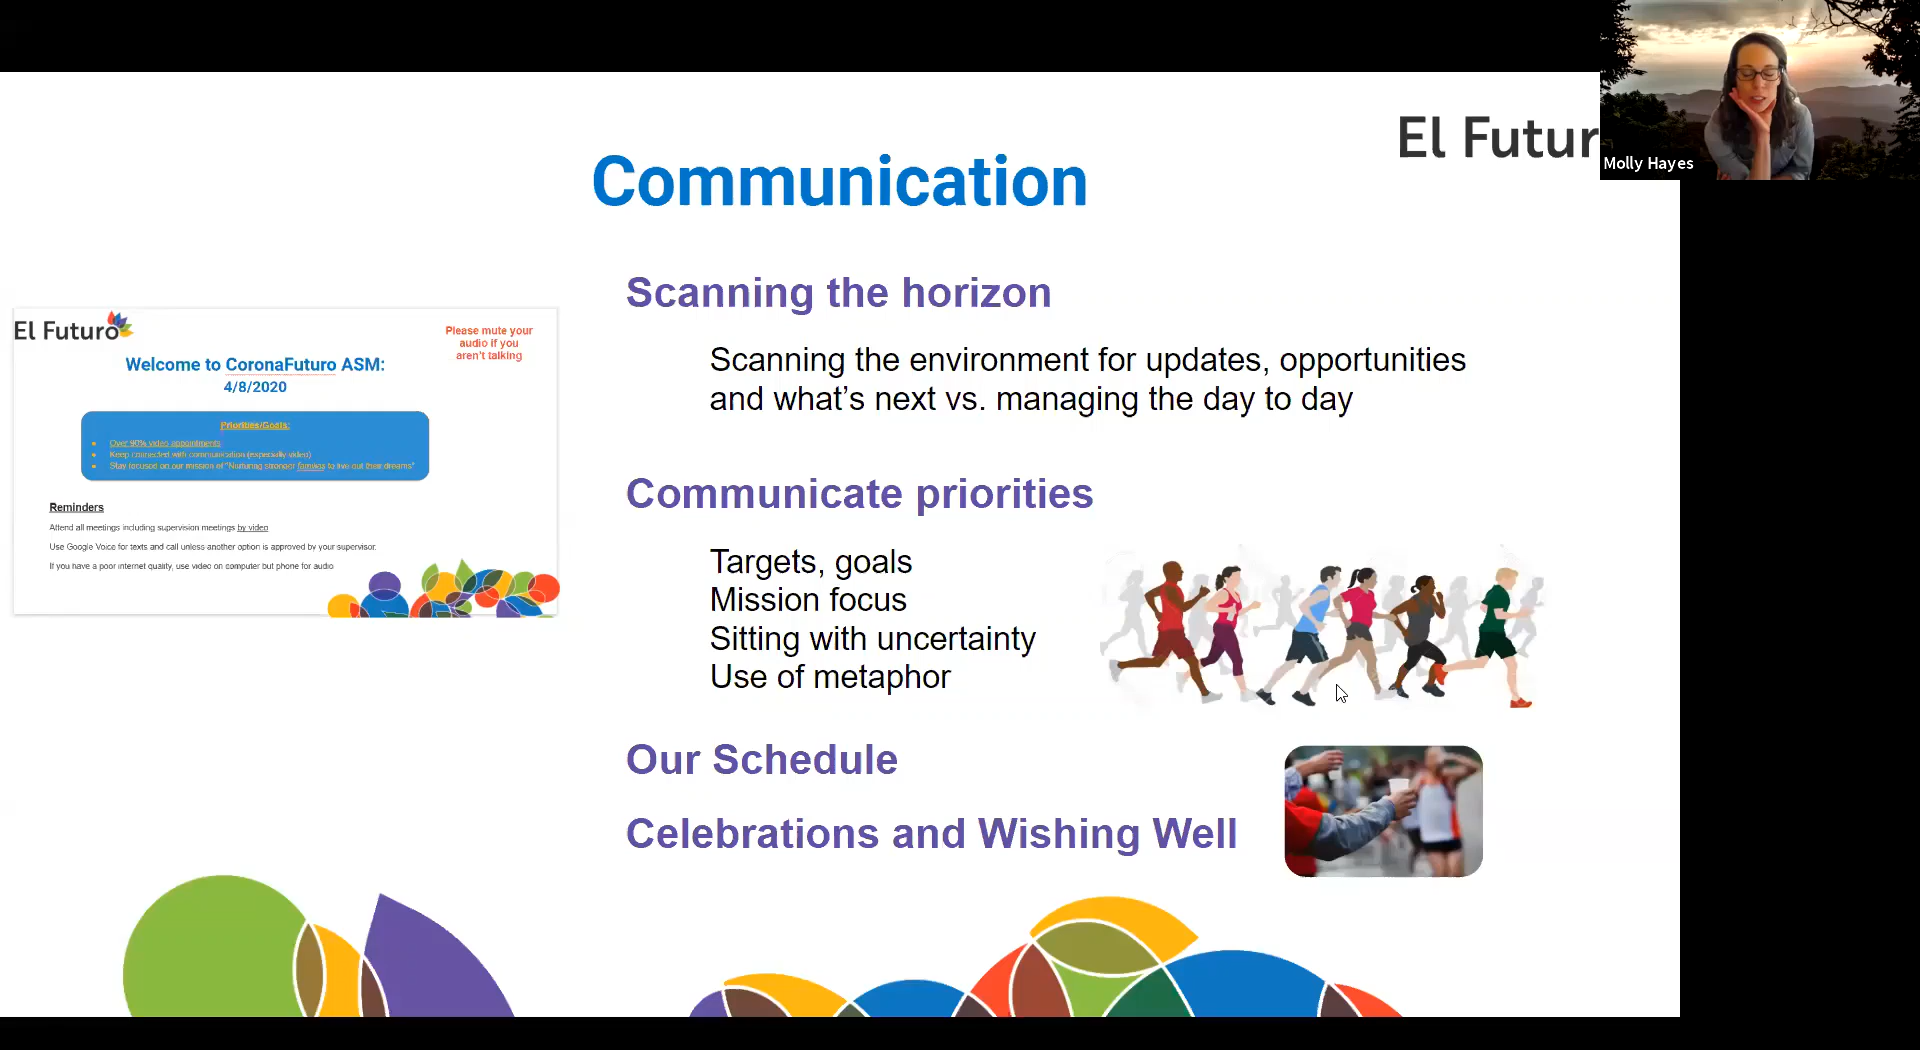 El Futur
Molly Hayes
Communication
Scanning the horizon
Scanning the environment for updates, opportunities
and what's next vs. managing the day to day
Communicate priorities
Targets, goals
Mission focus
Sitting with uncertainty
Use of metaphor
Our Schedule
Celebrations and Wishing Well
El Futuro
Please mute your
audio if you
aren't talking
Welcome to CoronaFuturo ASM:
4/8/2020
Priorities/Goals:
Over 90% video appointments
Keep connected with communication (especially video)
Stay focused on our mission of "Nurturing stronger familias to live out their dreams"
Reminders
Attend all meetings including supervision meetings by video
Use Google Voice for texts and call unless another option is approved by your supervisor.
If you have a poor internet quality, use video on computer but phone for audio